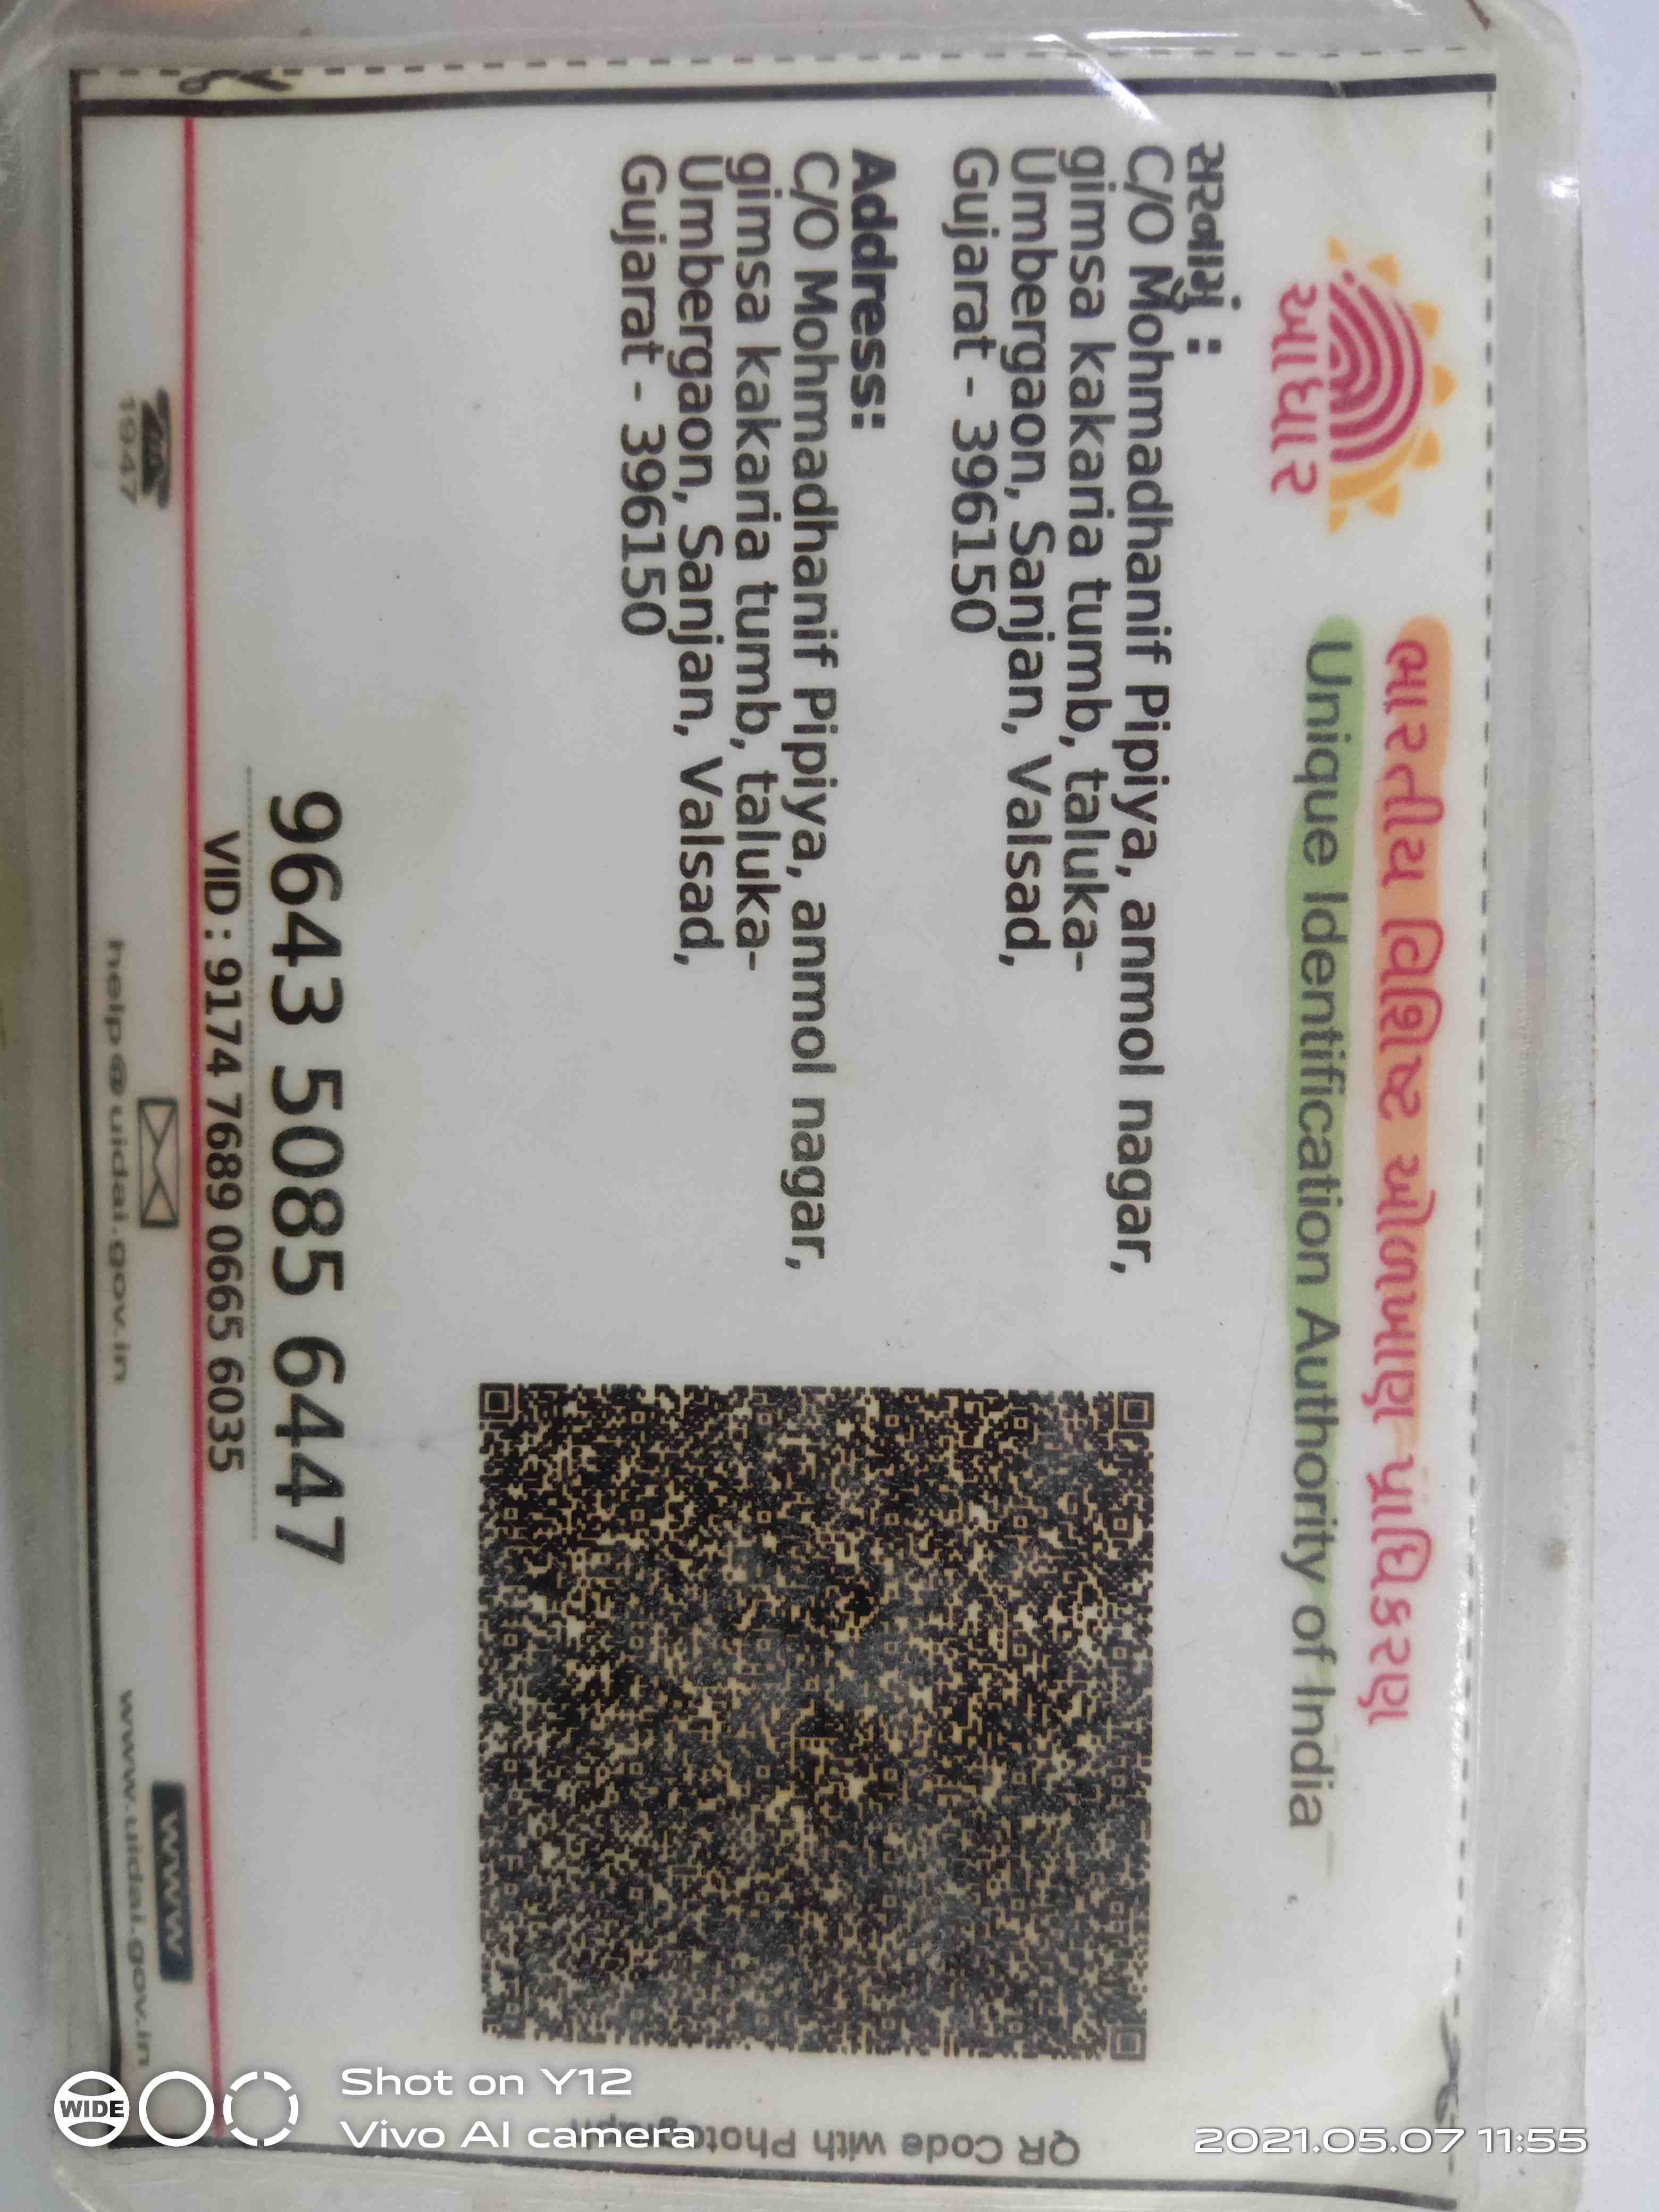 આધાર
ભારતીય વિશિષ્ટ ઓળખાણ પ્રાધિકરણ
Unique Identification Authority of India
સરનામું :
C/O Mohmadhanif Pipiya, anmol nagar,
gimsa kakaria tumb, taluka-
Umbergaon, Sanjan, Valsad,
Gujarat - 396150
Address:
C/O Mohmadhanif Pipiya, anmol nagar,
gimsa kakaria tumb, taluka-
Umbergaon, Sanjan, Valsad,
Gujarat - 396150
QR Code with Photograph
9643 5085 6447
VID : 9174 7689 0665 6035
1947
help@uidai.gov.in
www
www.uidai.gov.in
WIDE
Shot on Y12
Vivo AI camera
2021.05.07 11:55